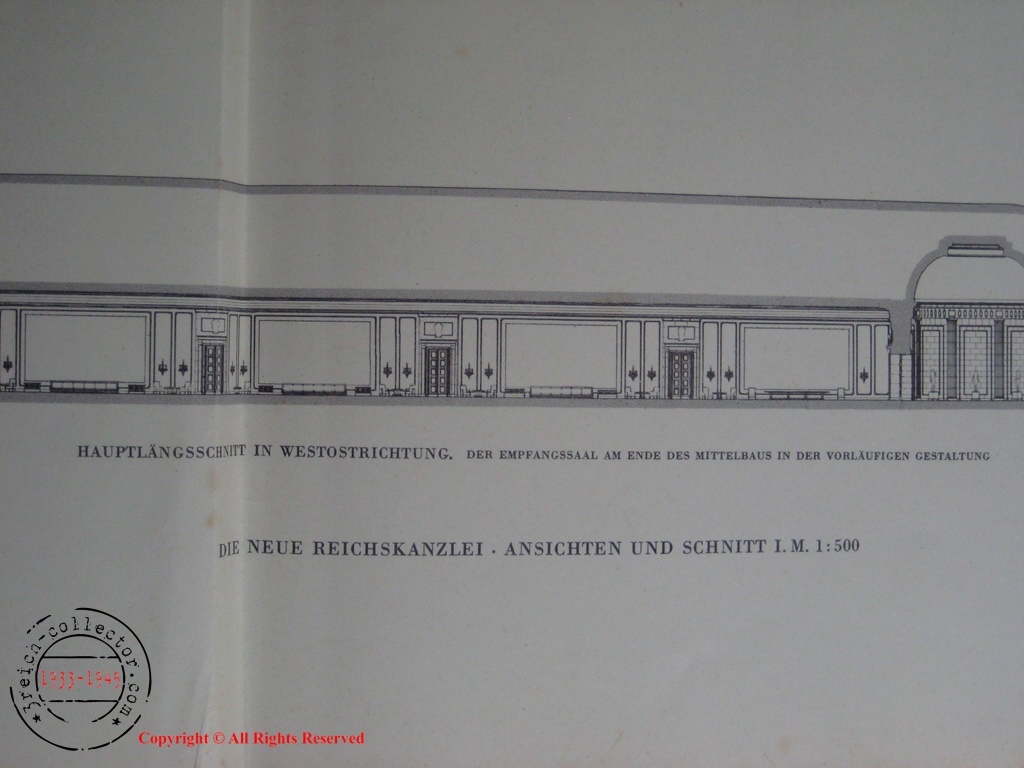 HAUPTLÄNGSSCHNITT IN WESTOSTRICHTUNG. DER EMPFANGSSAAL AM ENDE DES MITTELBAUS IN DER VORLÄUFIGEN GESTALTUNG
DIE NEUE REICHSKANZLEI · ANSICHTEN UND SCHNITT I. M. 1:500
3reich-collector.com
1933-1945
Copyright © All Rights Reserved